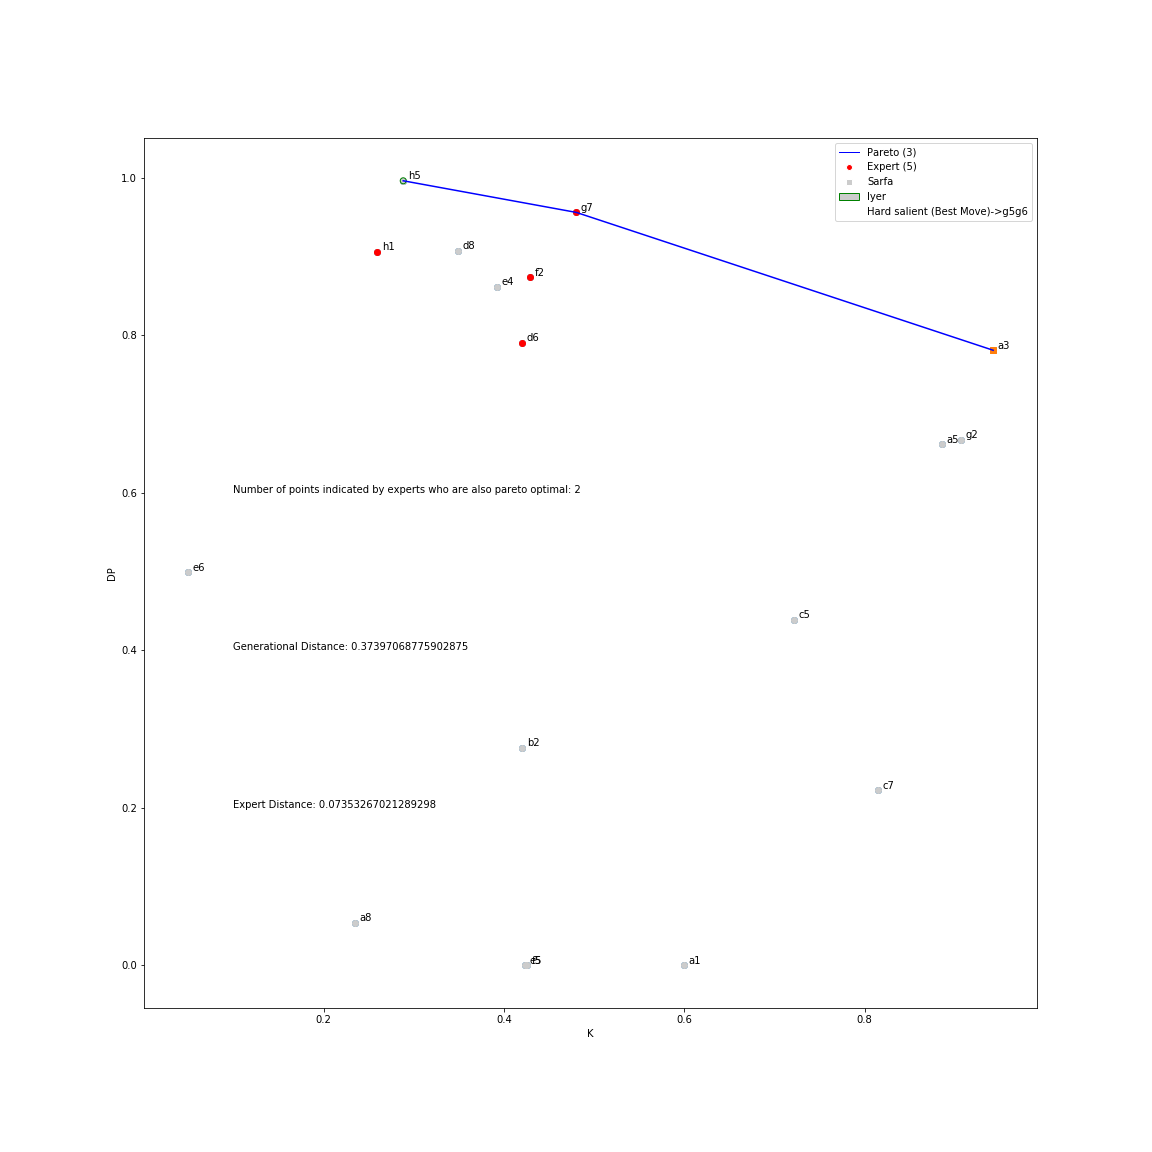 Pareto (3)
Expert (5)
Sarfa
Iyer
Hard salient (Best Move)->g5g6
1.0
0.8
0.6
0.4
0.2
0.0
DP
h5
g7
h1
d8
f2
e4
d6
a3
g2
a5
Number of points indicated by experts who are also pareto optimal: 2
e6
c5
Generational Distance: 0.37397068775902875
b2
c7
Expert Distance: 0.07353267021289298
a8
a1
0.2
0.4
0.6
0.8
K